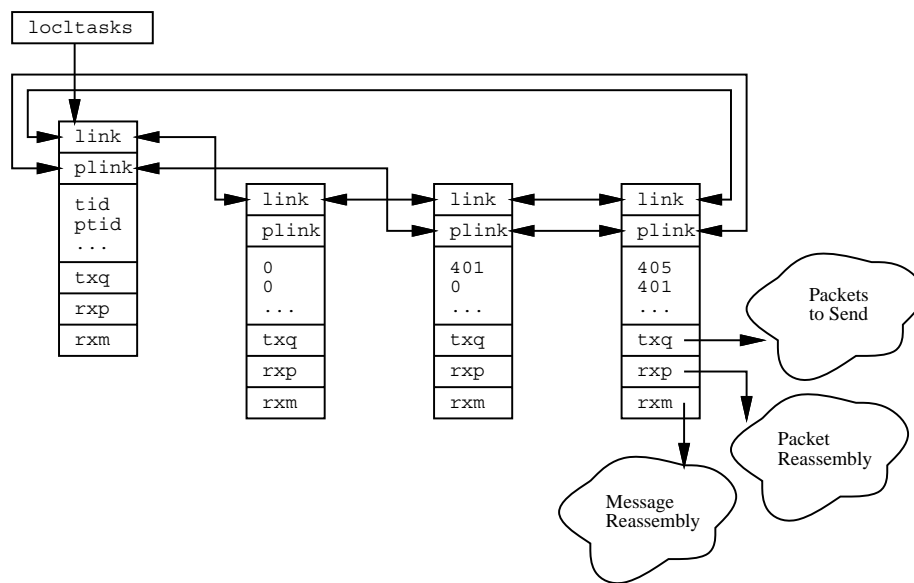 locltasks
link
plink
tid
ptid
...
txq
rxp
rxm
link
plink
0
0
...
txq
rxp
rxm
link
plink
401
0
...
txq
rxp
rxm
link
plink
405
401
...
txq
rxp
rxm
Packets
to Send
Packet
Reassembly
Message
Reassembly